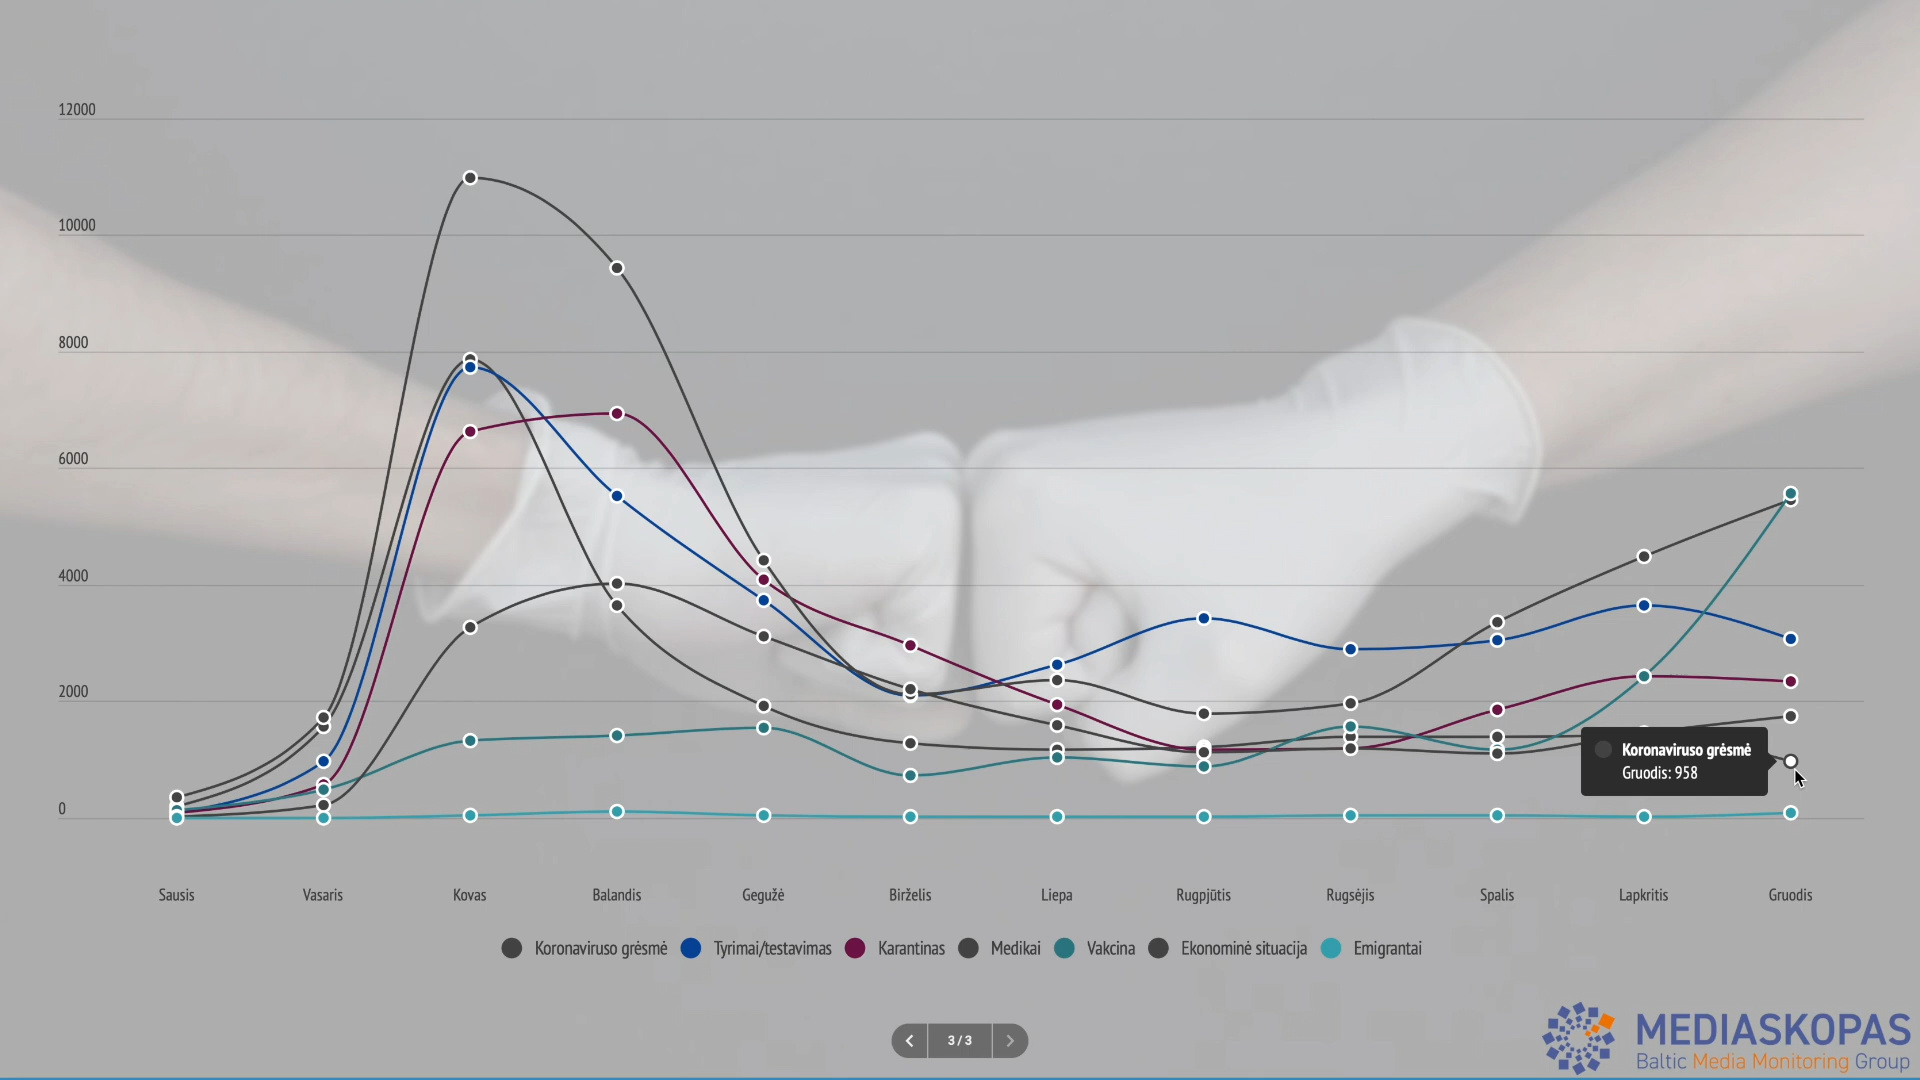 12000
10000
8000
6000
4000
2000
0
Koronaviruso grėsmė
Gruodis: 958
Sausis Vasaris Kovas Balandis Gegužė Birželis Liepa Rugpjūtis Rugsėjis Spalis Lapkritis Gruodis
Koronaviruso grėsmė Tyrimai/testavimas Karantinas Medikai Vakcina Ekonominė situacija Emigrantai
3 / 3
MEDIASKOPAS
Baltic Media Monitoring Group